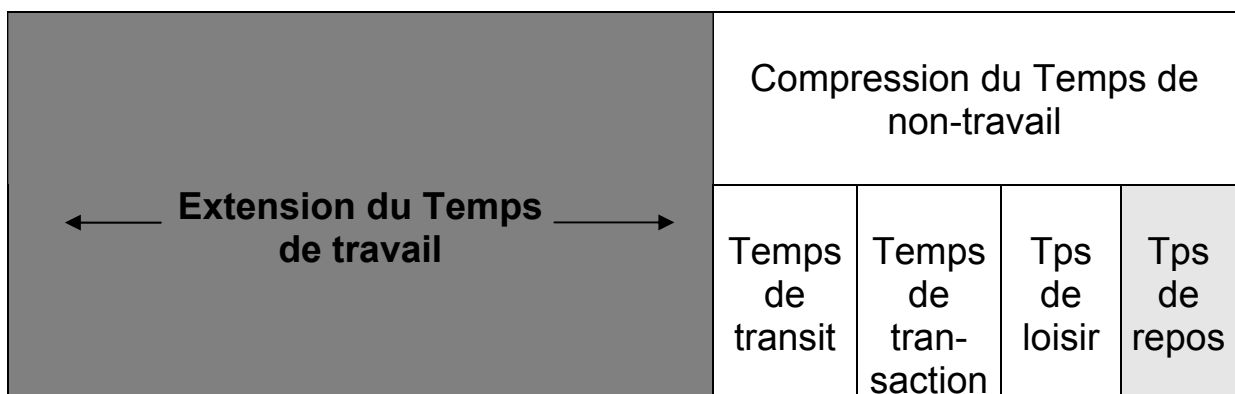 Compression du Temps de
non-travail
Extension du Temps
de travail
Temps
de
transit
Temps
de
tran-
saction
Tps
de
loisir
Tps
de
repos